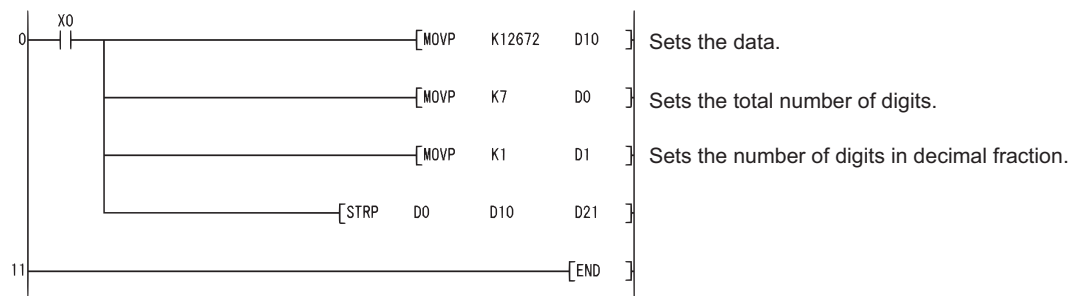 X0
0 [MOVP K12672 D10 ] Sets the data.
[MOVP K7 D0 ] Sets the total number of digits.
[MOVP K1 D1 ] Sets the number of digits in decimal fraction.
[STRP D0 D10 D21 ]
11 [END ]